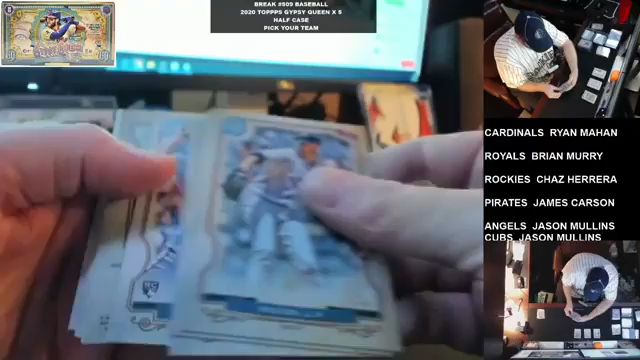 BREAK #509 BASEBALL
2020 TOPPPS GYPSY QUEEN X 5
HALF CASE
PICK YOUR TEAM
CARDINALS RYAN MAHAN
ROYALS BRIAN MURRY
ROCKIES CHAZ HERRERA
PIRATES JAMES CARSON
ANGELS JASON MULLINS
CUBS JASON MULLINS